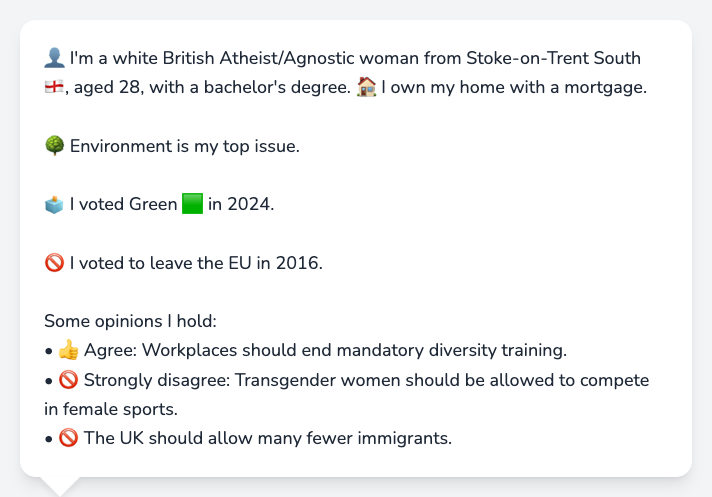 👤 I'm a white British Atheist/Agnostic woman from Stoke-on-Trent South
🏴󠁧󠁢󠁥󠁮󠁧󠁿, aged 28, with a bachelor's degree. 🏠 I own my home with a mortgage.
🌳 Environment is my top issue.
🗳️ I voted Green 🟩 in 2024.
🚫 I voted to leave the EU in 2016.
Some opinions I hold:
• 👍 Agree: Workplaces should end mandatory diversity training.
• 🚫 Strongly disagree: Transgender women should be allowed to compete
in female sports.
• 🚫 The UK should allow many fewer immigrants.